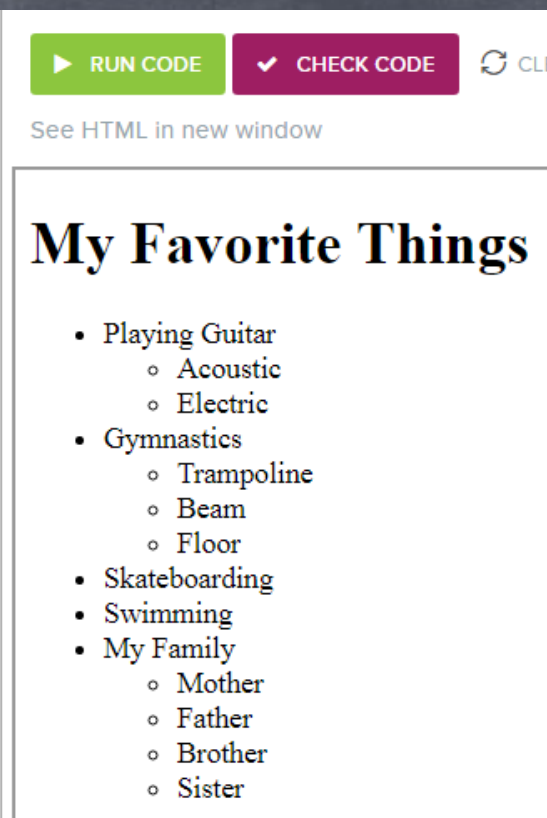 RUN CODE CHECK CODE
See HTML in new window
My Favorite Things
Playing Guitar
Acoustic
Electric
Gymnastics
Trampoline
Beam
Floor
Skateboarding
Swimming
My Family
Mother
Father
Brother
Sister